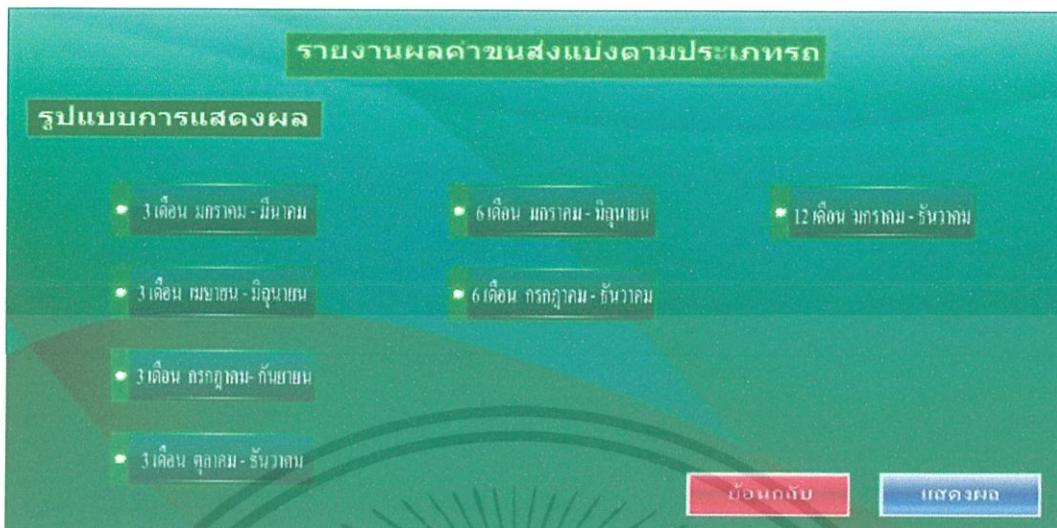 รายงานผลค่าขนส่งแบ่งตามประเภทรถ
รูปแบบการแสดงผล
3 เดือน มกราคม - มีนาคม
6 เดือน มกราคม - มิถุนายน
12 เดือน มกราคม - ธันวาคม
3 เดือน เมษายน - มิถุนายน
6 เดือน กรกฎาคม - ธันวาคม
3 เดือน กรกฎาคม- กันยายน
3 เดือน ตุลาคม - ธันวาคม
ย้อนกลับ
แสดงผล